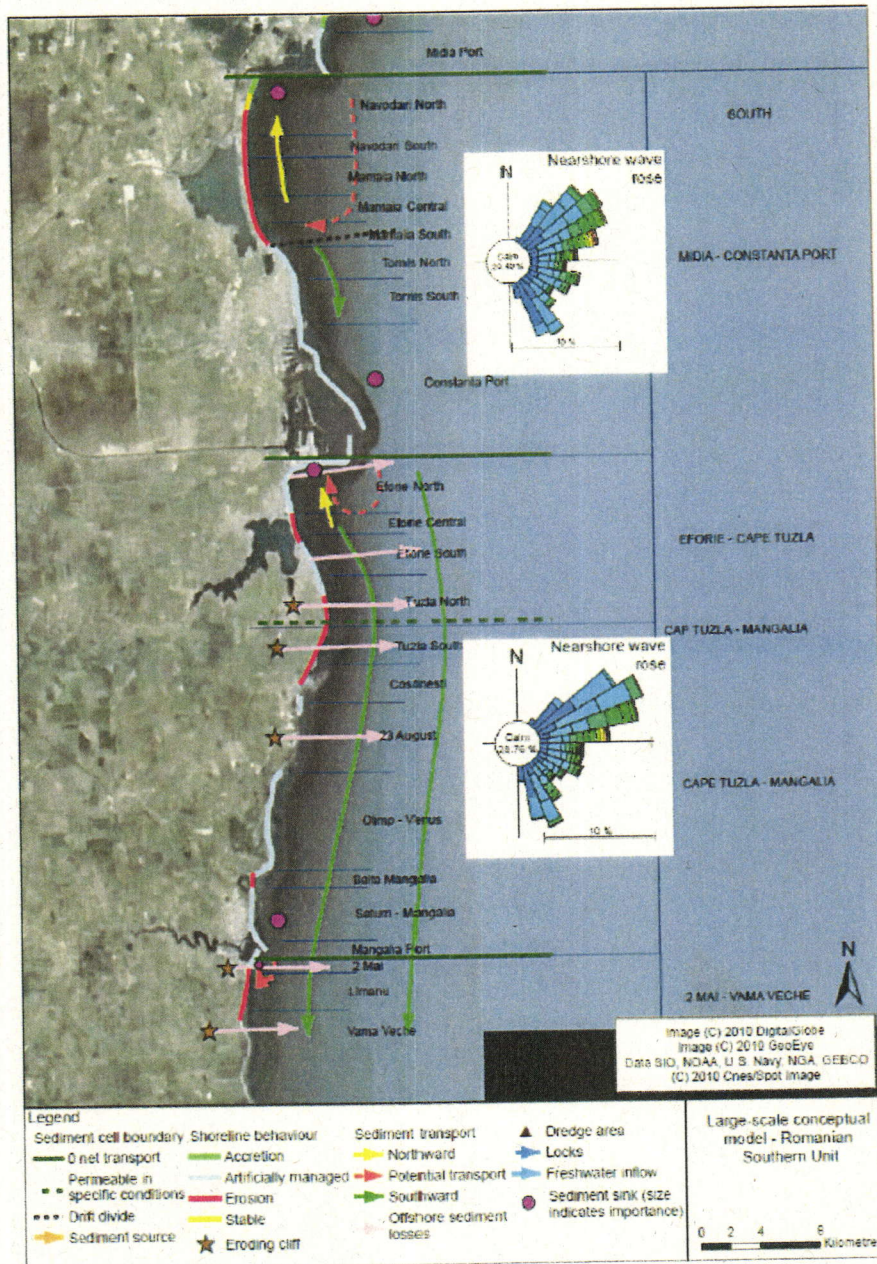 Midia Port
Navodari North
SOUTH
Navodari South
Mamaia North
Mamaia Central
Mamaia South
Tomis North
Tomis South
Nearshore wave
rose
N
Calm
10 %
MIDIA - CONSTANTA PORT
Constanta Port
Eforie North
Eforie Central
Eforie South
EFORIE - CAPE TUZLA
Tuzla North
CAP TUZLA - MANGALIA
Tuzla South
Costinesti
23 August
Nearshore wave
rose
N
Calm
28.76 %
10 %
CAPE TUZLA - MANGALIA
Olimp - Venus
Balta Mangalia
Saturn - Mangalia
Mangalia Port
2 Mai
Limanu
2 MAI - VAMA VECHE
N
Vama Veche
Image (C) 2010 DigitalGlobe
Image (C) 2010 GeoEye
Data SIO, NOAA, U.S. Navy, NGA, GEBCO
(C) 2010 Cnes/Spot Image
Legend
Sediment cell boundary
0 net transport
Permeable in
specific conditions
Drift divide
Sediment source
Shoreline behaviour
Accretion
Artificially managed
Erosion
Stable
Eroding cliff
Sediment transport
Northward
Potential transport
Southward
Offshore sediment
losses
Dredge area
Locks
Freshwater inflow
Sediment sink (size
indicates importance)
Large-scale conceptual
model - Romanian
Southern Unit
0 2 4 8
Kilometre